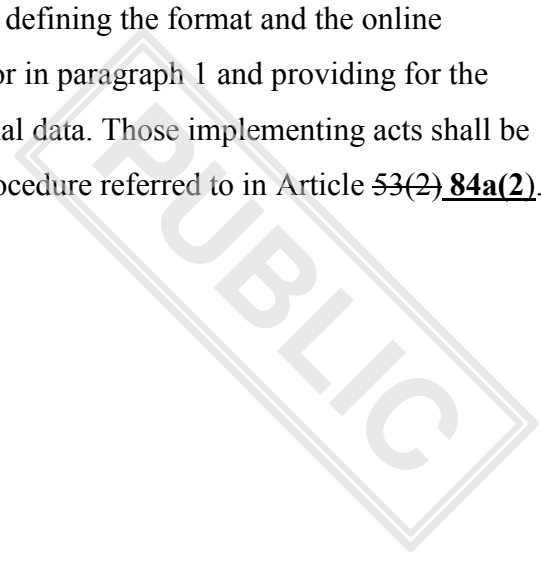 defining the format and the online
or in paragraph 1 and providing for the
al data. Those implementing acts shall be
ocedure referred to in Article 53(2) 84a(2).
PUBLIC